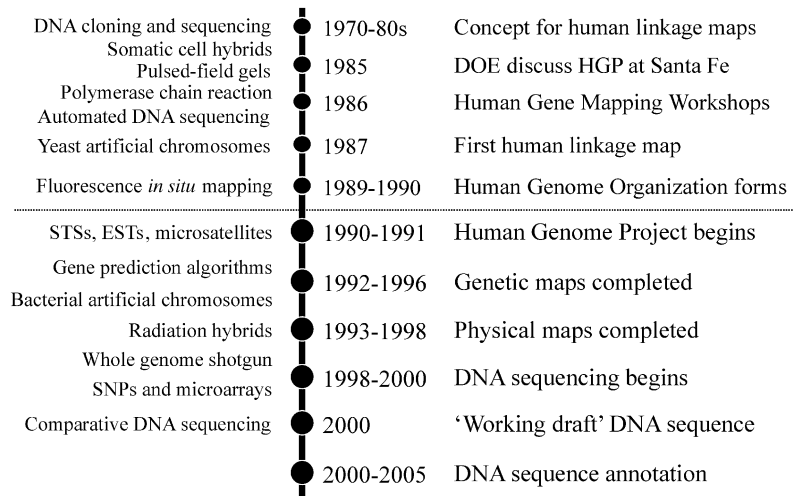 DNA cloning and sequencing 1970-80s Concept for human linkage maps
Somatic cell hybrids
Pulsed-field gels 1985 DOE discuss HGP at Santa Fe
Polymerase chain reaction
1986 Human Gene Mapping Workshops
Automated DNA sequencing
Yeast artificial chromosomes 1987 First human linkage map
Fluorescence in situ mapping 1989-1990 Human Genome Organization forms
STSs, ESTs, microsatellites 1990-1991 Human Genome Project begins
Gene prediction algorithms
1992-1996 Genetic maps completed
Bacterial artificial chromosomes
Radiation hybrids 1993-1998 Physical maps completed
Whole genome shotgun
1998-2000 DNA sequencing begins
SNPs and microarrays
Comparative DNA sequencing 2000 ‘Working draft’ DNA sequence
2000-2005 DNA sequence annotation